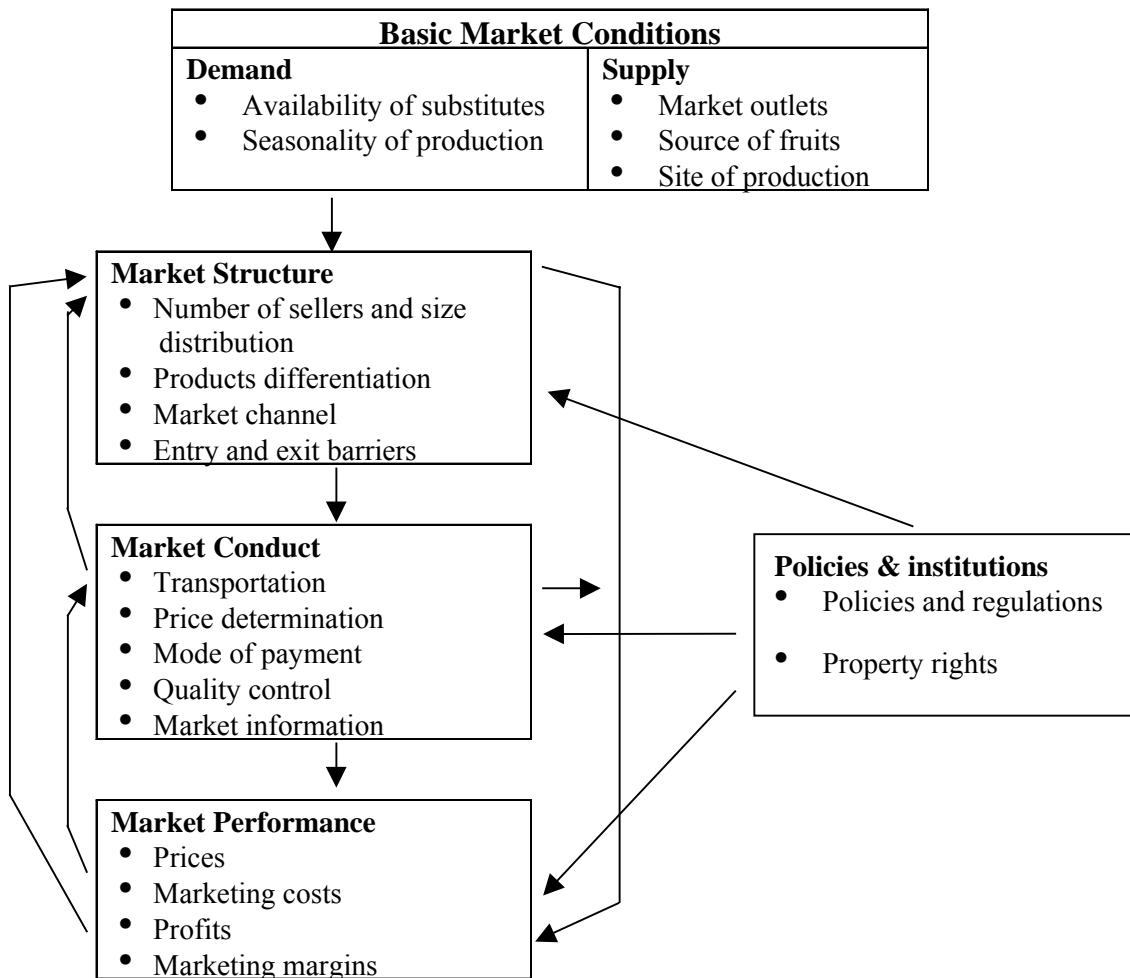 Basic Market Conditions
Demand
• Availability of substitutes
• Seasonality of production
Supply
• Market outlets
• Source of fruits
• Site of production
Market Structure
• Number of sellers and size
distribution
• Products differentiation
• Market channel
• Entry and exit barriers
Market Conduct
• Transportation
• Price determination
• Mode of payment
• Quality control
• Market information
Policies & institutions
• Policies and regulations
• Property rights
Market Performance
• Prices
• Marketing costs
• Profits
• Marketing margins